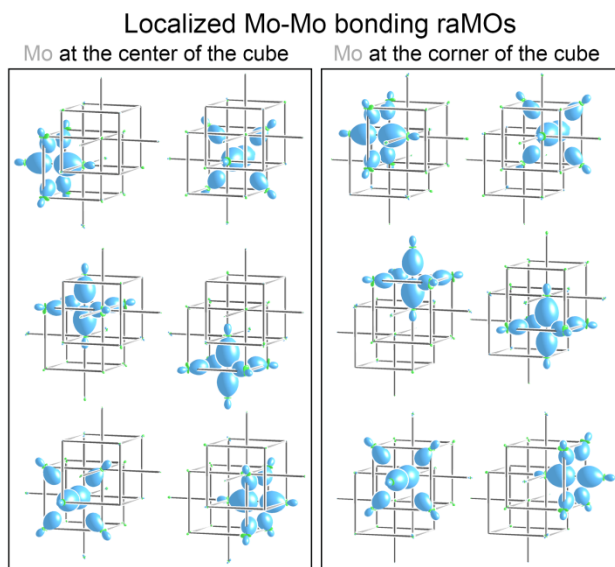 Localized Mo-Mo bonding raMOs
Mo at the center of the cube
Mo at the corner of the cube